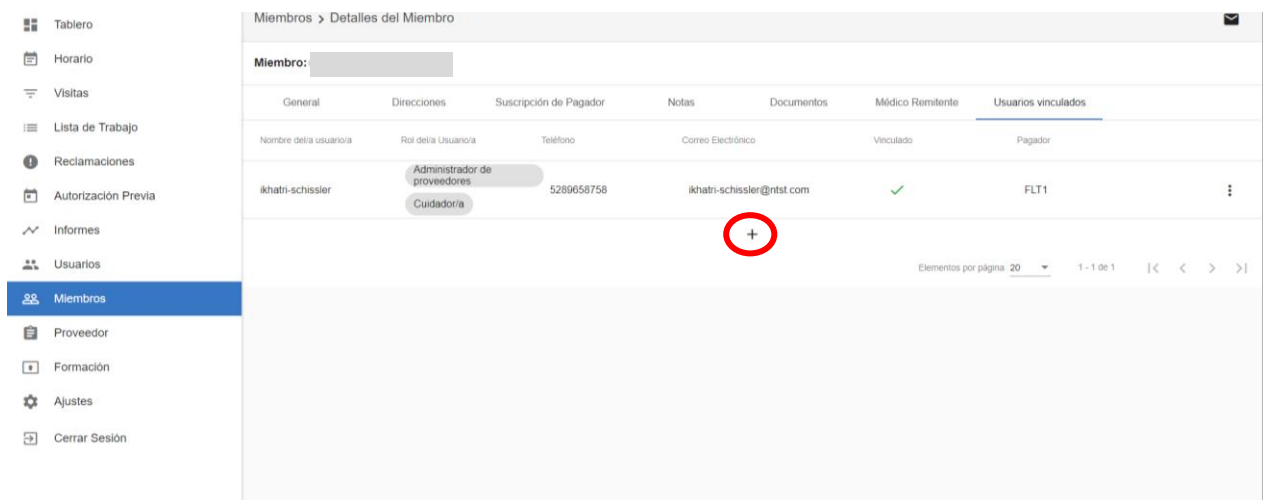 Tablero
Horario
Visitas
Lista de Trabajo
Reclamaciones
Autorización Previa
Informes
Usuarios
Miembros
Proveedor
Formación
Ajustes
Cerrar Sesión
Miembros > Detalles del Miembro
Miembro:
General Direcciones Suscripción de Pagador Notas Documentos Médico Remitente Usuarios vinculados
Nombre del/a usuario/a Rol del/a Usuario/a Teléfono Correo Electrónico Vinculado Pagador
ikhatri-schissler Administrador de proveedores Cuidador/a 5289658758 ikhatri-schissler@ntst.com FLT1
Elementos por página 20 1 - 1 de 1